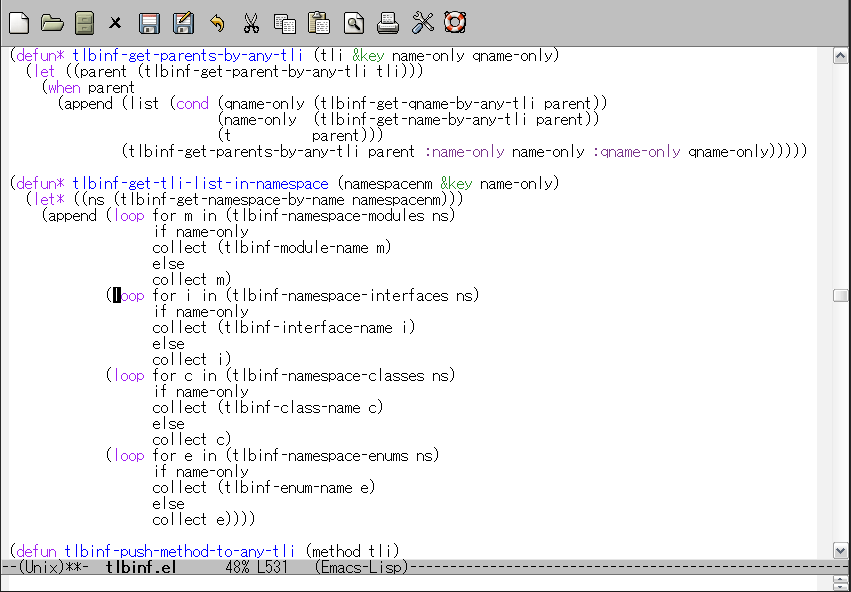 (defun* tlbinf-get-parents-by-any-tli (tli &key name-only qname-only)
  (let ((parent (tlbinf-get-parent-by-any-tli tli)))
    (when parent
      (append (list (cond (qname-only (tlbinf-get-qname-by-any-tli parent))
                          (name-only  (tlbinf-get-name-by-any-tli parent))
                          (t          parent)))
              (tlbinf-get-parents-by-any-tli parent :name-only name-only :qname-only qname-only)))))
(defun* tlbinf-get-tli-list-in-namespace (namespacenm &key name-only)
  (let* ((ns (tlbinf-get-namespace-by-name namespacenm)))
    (append (loop for m in (tlbinf-namespace-modules ns)
                  if name-only
                  collect (tlbinf-module-name m)
                  else
                  collect m)
            (loop for i in (tlbinf-namespace-interfaces ns)
                  if name-only
                  collect (tlbinf-interface-name i)
                  else
                  collect i)
            (loop for c in (tlbinf-namespace-classes ns)
                  if name-only
                  collect (tlbinf-class-name c)
                  else
                  collect c)
            (loop for e in (tlbinf-namespace-enums ns)
                  if name-only
                  collect (tlbinf-enum-name e)
                  else
                  collect e))))
(defun tlbinf-push-method-to-any-tli (method tli)
--(Unix)**-  tlbinf.el      48% L531   (Emacs-Lisp)------------------------------------------------------